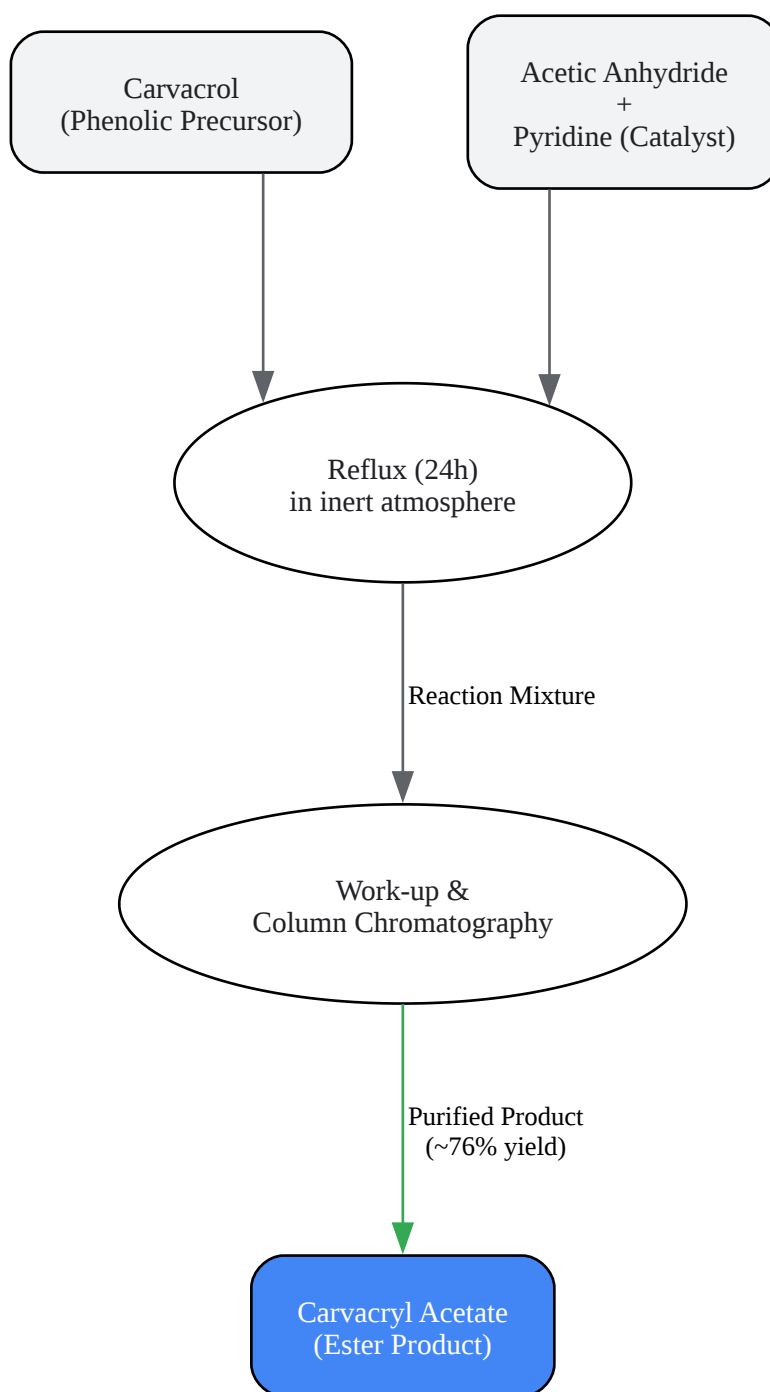 Carvacrol
(Phenolic Precursor)
Acetic Anhydride
+
Pyridine (Catalyst)
Reflux (24h)
in inert atmosphere
Reaction Mixture
Work-up &
Column Chromatography
Purified Product
(~76% yield)
Carvacryl Acetate
(Ester Product)